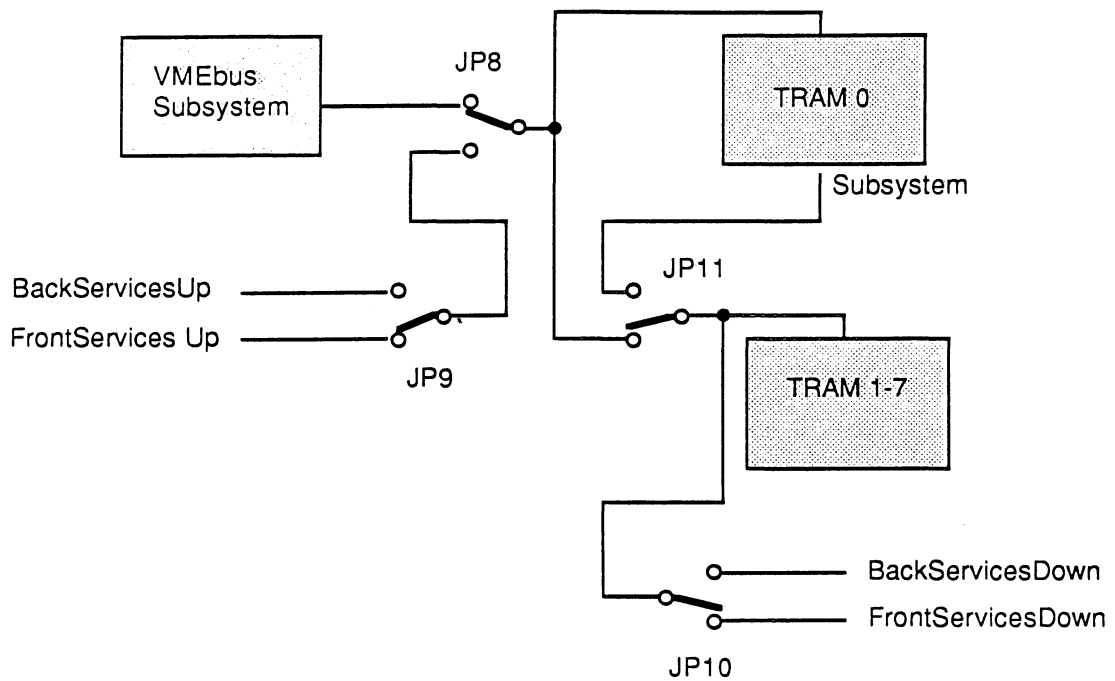 JP8
VMEbus
Subsystem
TRAM 0
Subsystem
JP11
BackServicesUp
FrontServices Up
JP9
TRAM 1-7
BackServicesDown
FrontServicesDown
JP10